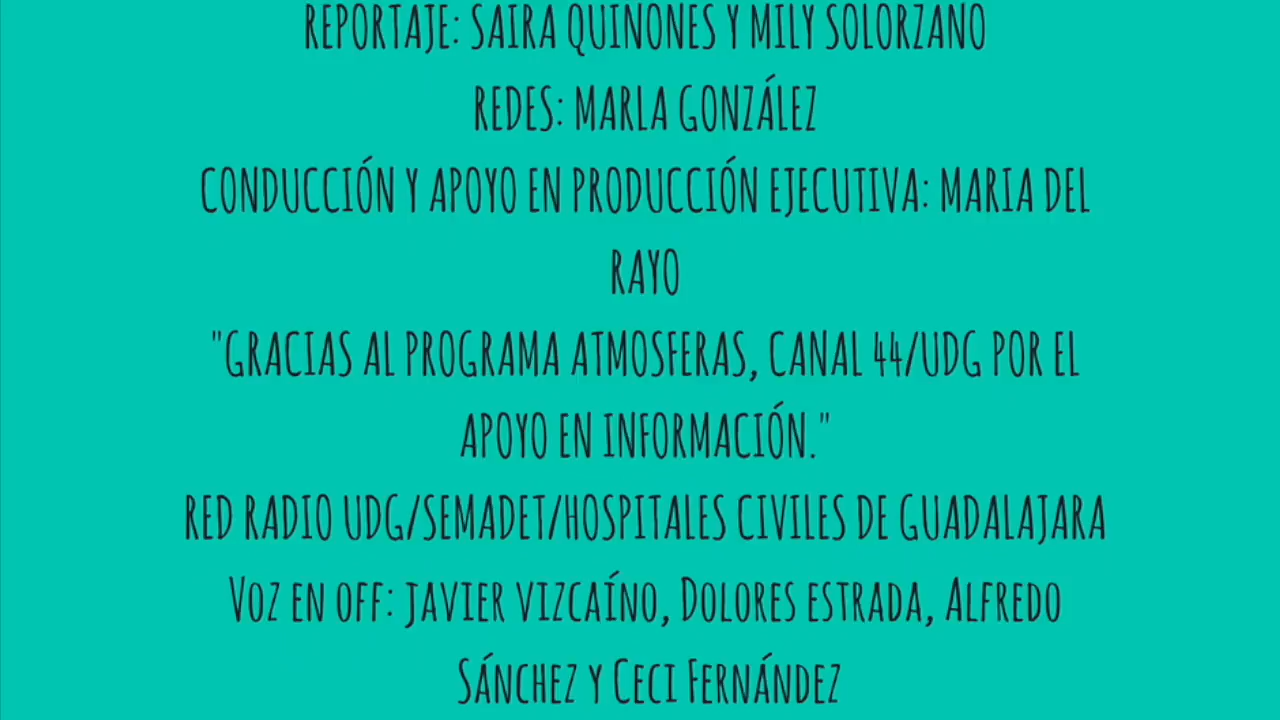 REPORTAJE: SAIRA QUIÑONES Y MILY SOLORZANO
REDES: MARLA GONZÁLEZ
CONDUCCIÓN Y APOYO EN PRODUCCIÓN EJECUTIVA: MARIA DEL
RAYO
"GRACIAS AL PROGRAMA ATMOSFERAS, CANAL 44/UDG POR EL
APOYO EN INFORMACIÓN."
RED RADIO UDG/SEMADET/HOSPITALES CIVILES DE GUADALAJARA
VOZ EN OFF: JAVIER VIZCAÍNO, DOLORES ESTRADA, ALFREDO
SÁNCHEZ Y CECI FERNÁNDEZ